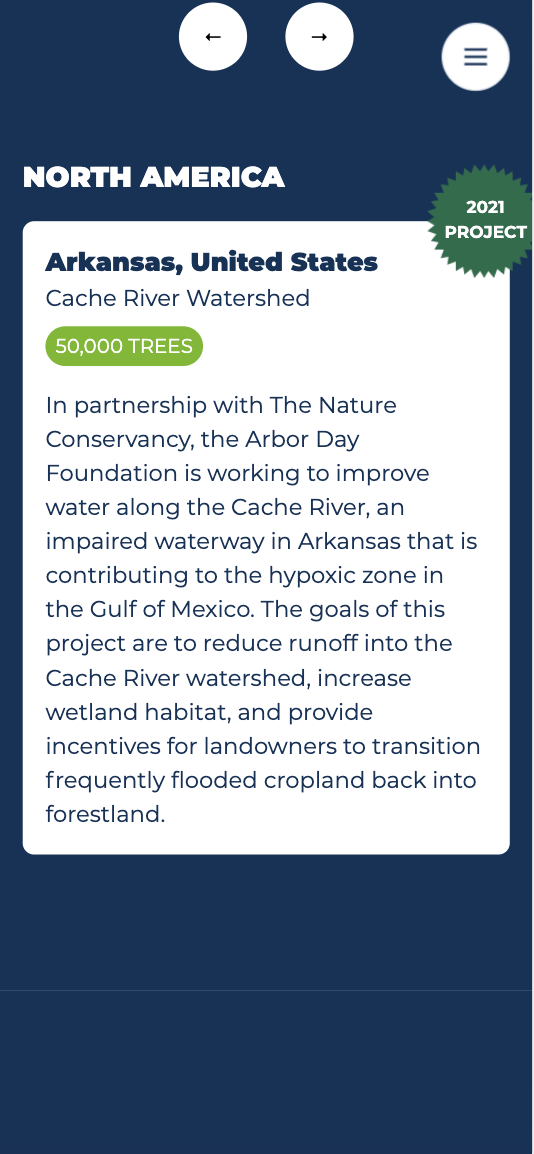 NORTH AMERICA
2021
PROJECT
Arkansas, United States
Cache River Watershed
50,000 TREES
In partnership with The Nature
Conservancy, the Arbor Day
Foundation is working to improve
water along the Cache River, an
impaired waterway in Arkansas that is
contributing to the hypoxic zone in
the Gulf of Mexico. The goals of this
project are to reduce runoff into the
Cache River watershed, increase
wetland habitat, and provide
incentives for landowners to transition
frequently flooded cropland back into
forestland.